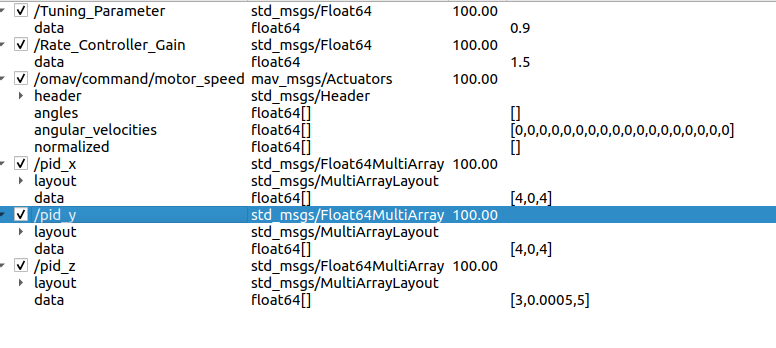 /Tuning_Parameter std_msgs/Float64 100.00
data float64 0.9
/Rate_Controller_Gain std_msgs/Float64 100.00
data float64 1.5
/omav/command/motor_speed mav_msgs/Actuators 100.00
header std_msgs/Header
angles float64[] []
angular_velocities float64[] [0,0,0,0,0,0,0,0,0,0,0,0,0,0,0,0,0,0]
normalized float64[] []
/pid_x std_msgs/Float64MultiArray 100.00
layout std_msgs/MultiArrayLayout
data float64[] [4,0,4]
/pid_y std_msgs/Float64MultiArray 100.00
layout std_msgs/MultiArrayLayout
data float64[] [4,0,4]
/pid_z std_msgs/Float64MultiArray 100.00
layout std_msgs/MultiArrayLayout
data float64[] [3,0.0005,5]